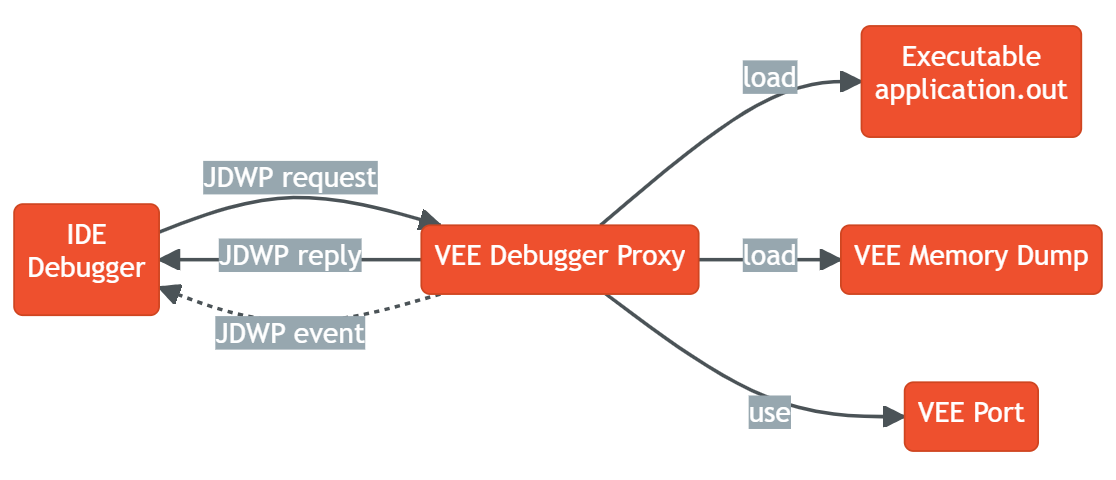 Executable
application.out
load
JDWP request
IDE
Debugger
JDWP reply
VEE Debugger Proxy
load
VEE Memory Dump
JDWP event
use
VEE Port